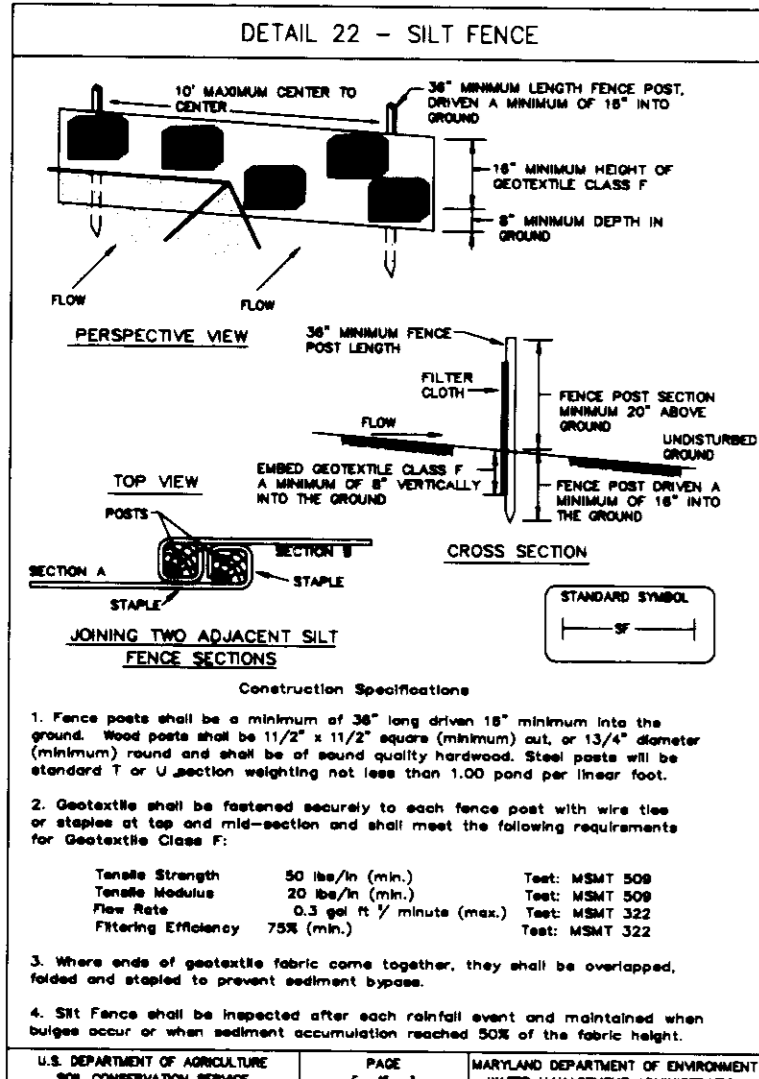 DETAIL 22 – SILT FENCE
10' MAXIMUM CENTER TO
CENTER
36" MINIMUM LENGTH FENCE POST,
DRIVEN A MINIMUM OF 16" INTO
GROUND
16" MINIMUM HEIGHT OF
GEOTEXTILE CLASS F
8" MINIMUM DEPTH IN
GROUND
FLOW
FLOW
PERSPECTIVE VIEW
36" MINIMUM FENCE
POST LENGTH
FILTER
CLOTH
FENCE POST SECTION
MINIMUM 20" ABOVE
GROUND
FLOW
UNDISTURBED
GROUND
EMBED GEOTEXTILE CLASS F
A MINIMUM OF 8" VERTICALLY
INTO THE GROUND
FENCE POST DRIVEN A
MINIMUM OF 16" INTO
THE GROUND
CROSS SECTION
TOP VIEW
POSTS
SECTION B
SECTION A
STAPLE
STAPLE
JOINING TWO ADJACENT SILT
FENCE SECTIONS
STANDARD SYMBOL
SF
Construction Specifications
1. Fence posts shall be a minimum of 36" long driven 16" minimum into the
ground. Wood posts shall be 11/2" x 11/2" square (minimum) cut, or 13/4" diameter
(minimum) round and shall be of sound quality hardwood. Steel posts will be
standard T or U section weighting not less than 1.00 pond per linear foot.
2. Geotextile shall be fastened securely to each fence post with wire ties
or staples at top and mid-section and shall meet the following requirements
for Geotextile Class F:
Tensile Strength 50 lbs/in (min.) Test: MSMT 509
Tensile Modulus 20 lbs/in (min.) Test: MSMT 509
Flow Rate 0.3 gal ft / minute (max.) Test: MSMT 322
Filtering Efficiency 75% (min.) Test: MSMT 322
3. Where ends of geotextile fabric come together, they shall be overlapped,
folded and stapled to prevent sediment bypass.
4. Silt Fence shall be inspected after each rainfall event and maintained when
bulges occur or when sediment accumulation reached 50% of the fabric height.
U.S. DEPARTMENT OF AGRICULTURE
PAGE
MARYLAND DEPARTMENT OF ENVIRONMENT